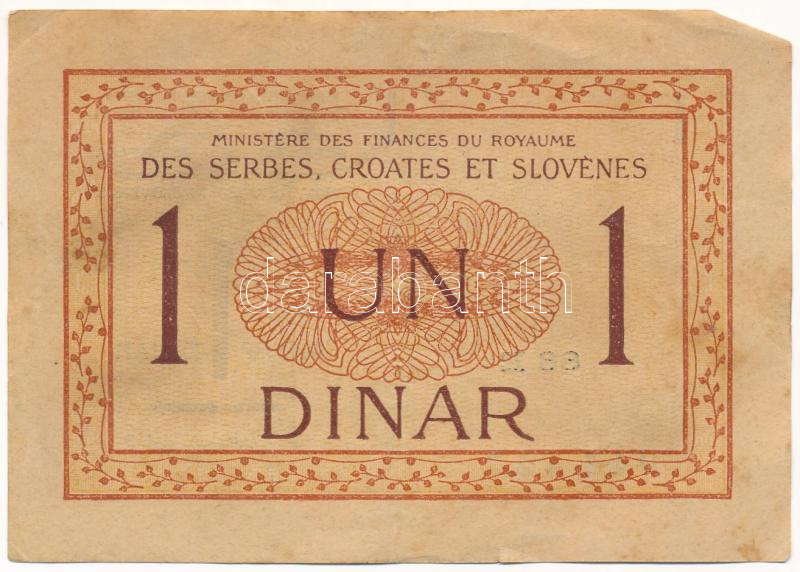 MINISTÈRE DES FINANCES DU ROYAUME
DES SERBES, CROATES ET SLOVÈNES
1 UN 1
darabanth
DINAR